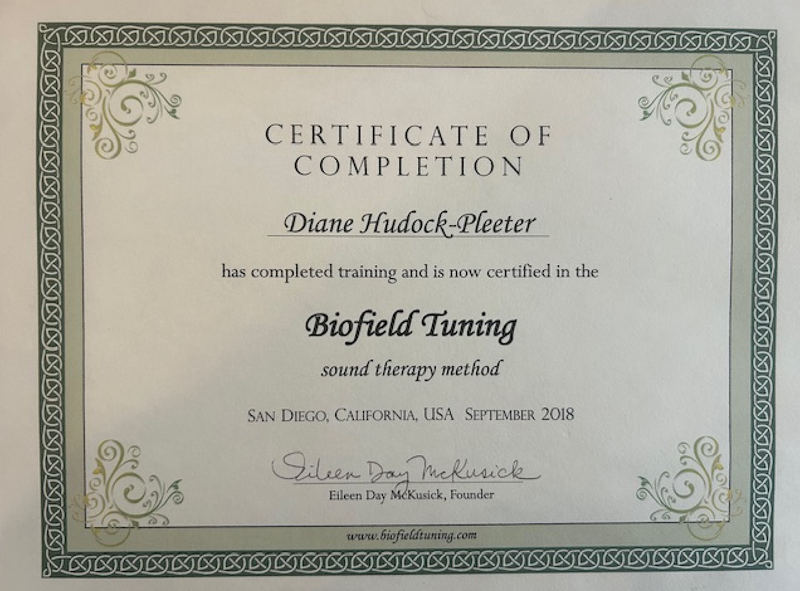 CERTIFICATE OF
COMPLETION
Diane Hudock-Pleeter
has completed training and is now certified in the
Biofield Tuning
sound therapy method
San Diego, California, USA September 2018
Eileen Day McKusick
Eileen Day McKusick, Founder
www.biofieldtuning.com